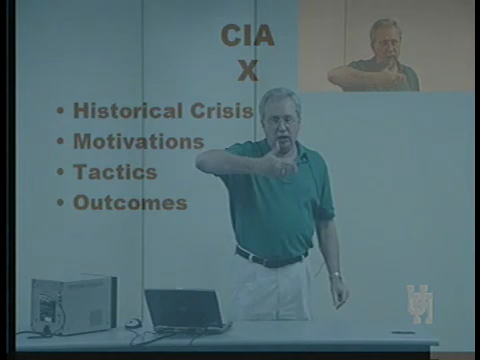 CIA
X
• Historical Crisis
• Motivations
• Tactics
• Outcomes